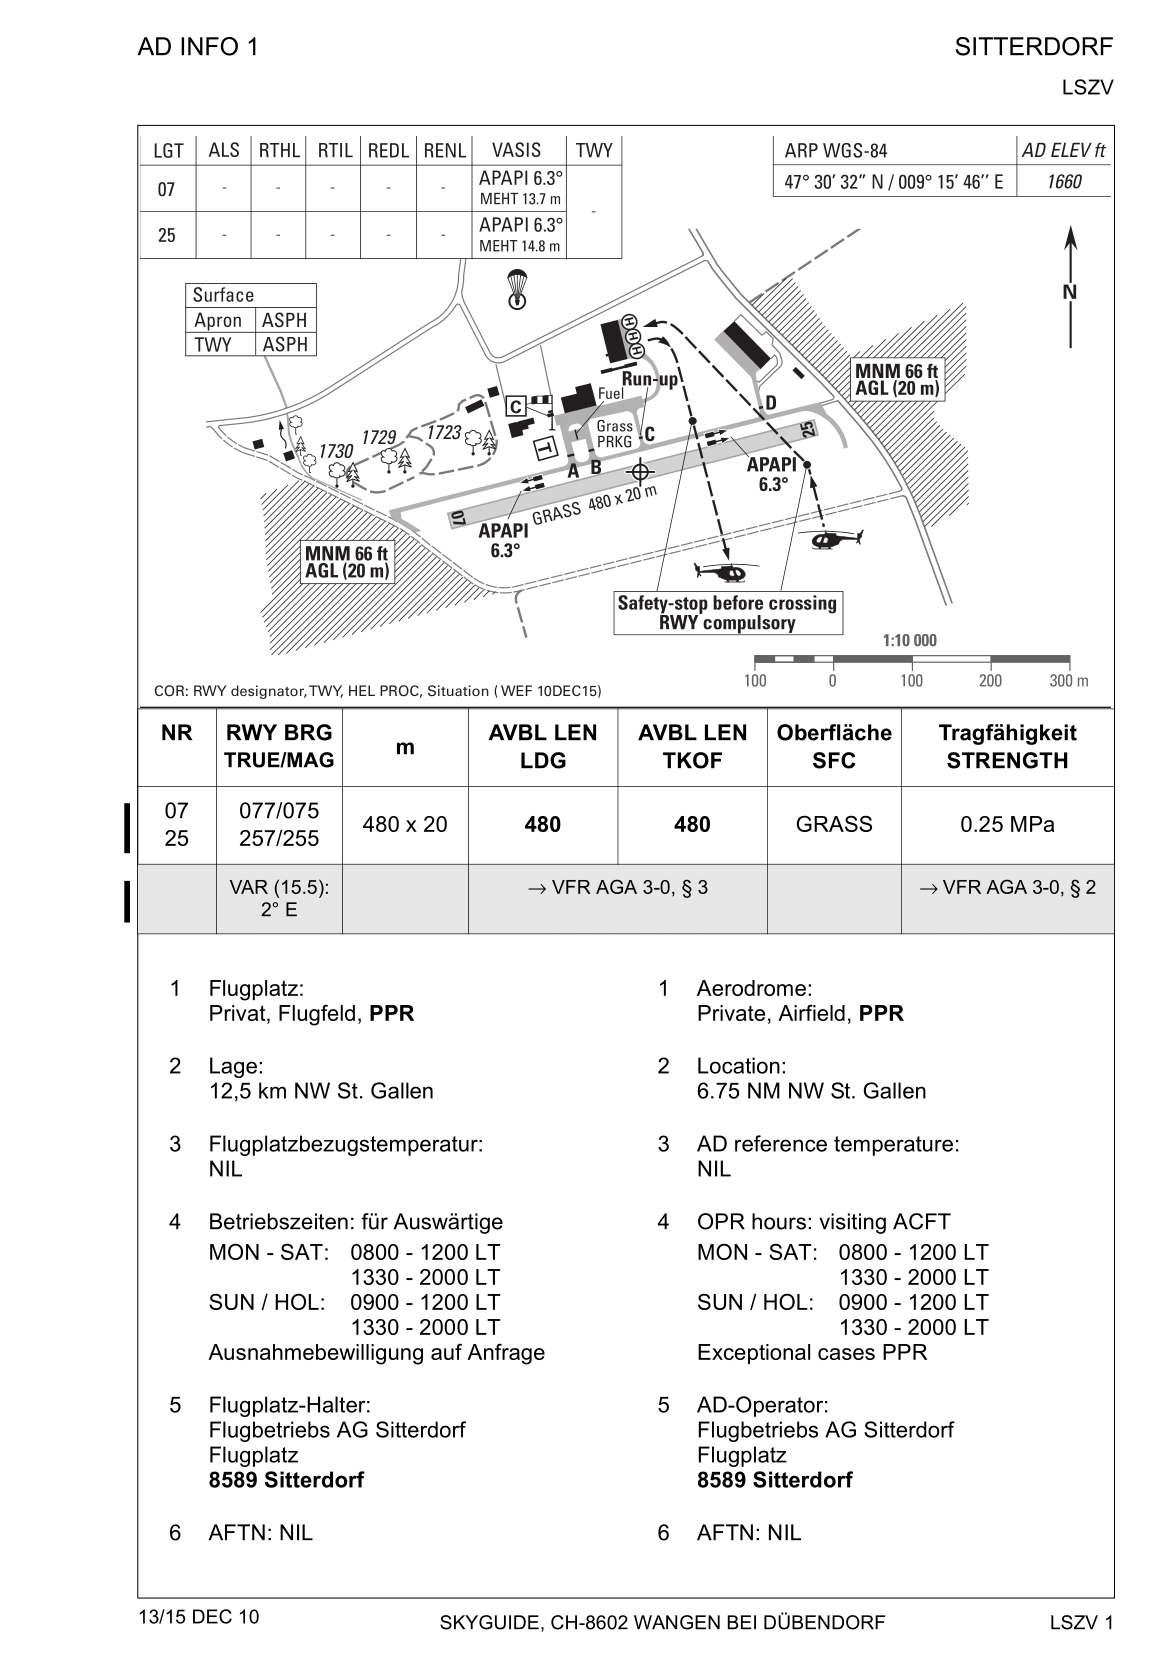 AD INFO 1
SITTERDORF
LSZV
LGT ALS RTHL RTIL REDL RENL VASIS TWY
07 - - - - - APAPI 6.3°
MEHT 13.7 m
-
25 - - - - - APAPI 6.3°
MEHT 14.8 m
ARP WGS-84 AD ELEV ft
47° 30′ 32″ N / 009° 15′ 46″ E 1660
N
Surface
Apron ASPH
TWY ASPH
H
H
H
MNM 66 ft
AGL (20 m)
Run-up
Fuel
C
D
Grass
PRKG
C
25
1723
1729
1730
T
A B
APAPI
6.3°
GRASS 480 x 20 m
07
APAPI
6.3°
MNM 66 ft
AGL (20 m)
Safety-stop before crossing
RWY compulsory
1:10 000
100 0 100 200 300 m
COR: RWY designator, TWY, HEL PROC, Situation ( WEF 10DEC15)
NR RWY BRG
TRUE/MAG m AVBL LEN
LDG AVBL LEN
TKOF Oberfläche
SFC Tragfähigkeit
STRENGTH
07 077/075
25 257/255 480 x 20 480 480 GRASS 0.25 MPa
VAR (15.5): → VFR AGA 3-0, § 3 → VFR AGA 3-0, § 2
2° E
1 Flugplatz:
Privat, Flugfeld, PPR
2 Lage:
12,5 km NW St. Gallen
3 Flugplatzbezugstemperatur:
NIL
4 Betriebszeiten: für Auswärtige
MON - SAT: 0800 - 1200 LT
1330 - 2000 LT
SUN / HOL: 0900 - 1200 LT
1330 - 2000 LT
Ausnahmebewilligung auf Anfrage
5 Flugplatz-Halter:
Flugbetriebs AG Sitterdorf
Flugplatz
8589 Sitterdorf
6 AFTN: NIL
1 Aerodrome:
Private, Airfield, PPR
2 Location:
6.75 NM NW St. Gallen
3 AD reference temperature:
NIL
4 OPR hours: visiting ACFT
MON - SAT: 0800 - 1200 LT
1330 - 2000 LT
SUN / HOL: 0900 - 1200 LT
1330 - 2000 LT
Exceptional cases PPR
5 AD-Operator:
Flugbetriebs AG Sitterdorf
Flugplatz
8589 Sitterdorf
6 AFTN: NIL
13/15 DEC 10
SKYGUIDE, CH-8602 WANGEN BEI DÜBENDORF
LSZV 1